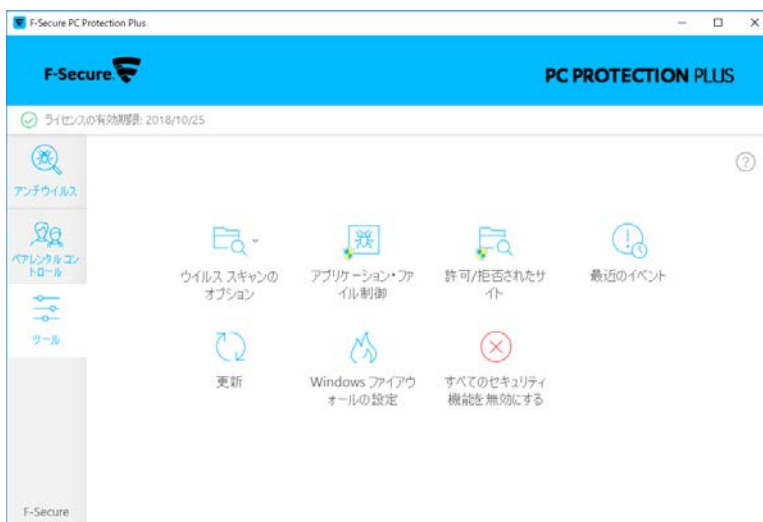 F-Secure PC Protection Plus
F-Secure.
PC PROTECTION PLUS
ライセンスの有効期限: 2018/10/25
アンチウイルス
ペアレンタル コン
トロール
ツール
ウイルス スキャンの
オプション
アプリケーション・ファ
イル制御
許可/拒否されたサ
イト
最近のイベント
更新
Windows ファイアウ
ォールの設定
すべてのセキュリティ
機能を無効にする
F-Secure